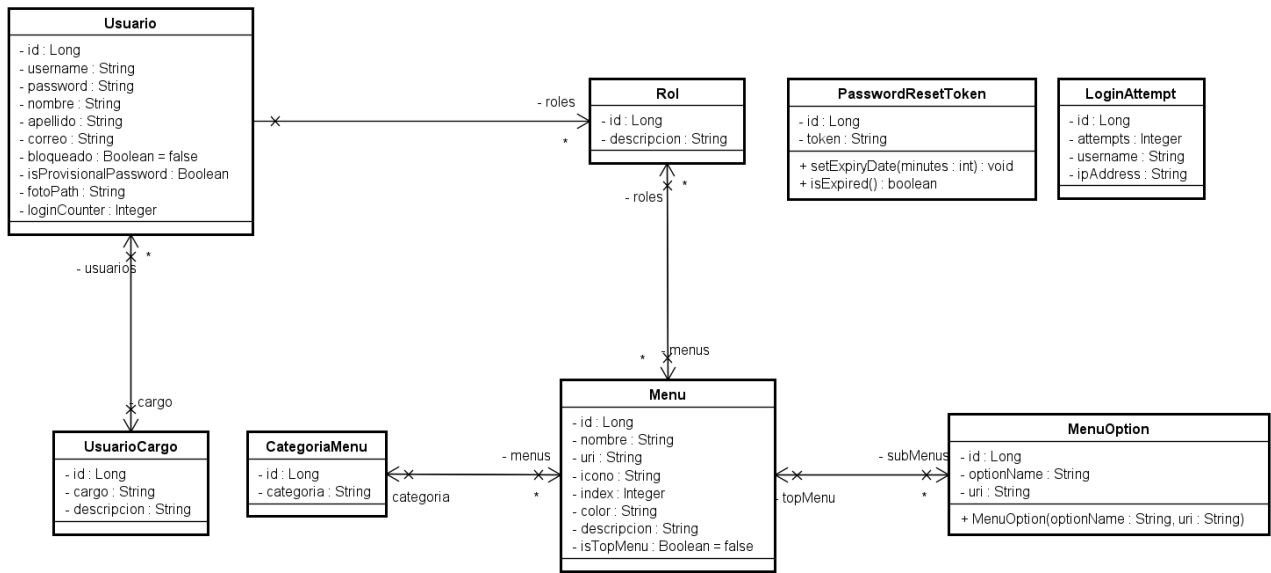 Usuario
- id : Long
- username : String
- password : String
- nombre : String
- apellido : String
- correo : String
- bloqueado : Boolean = false
- isProvisionalPassword : Boolean
- fotoPath : String
- loginCounter : Integer
- roles
*
Rol
- id : Long
- descripcion : String
PasswordResetToken
- id : Long
- token : String
+ setExpiryDate(minutes : int) : void
+ isExpired() : boolean
LoginAttempt
- id : Long
- attempts : Integer
- username : String
- ipAddress : String
*
- usuarios
- cargo
*
- roles
- menus
*
UsuarioCargo
- id : Long
- cargo : String
- descripcion : String
CategoriaMenu
- id : Long
- categoria : String
- menus
*
categoria
Menu
- id : Long
- nombre : String
- uri : String
- icono : String
- index : Integer
- color : String
- descripcion : String
- isTopMenu : Boolean = false
- subMenus
*
- topMenu
MenuOption
- id : Long
- optionName : String
- uri : String
+ MenuOption(optionName : String, uri : String)